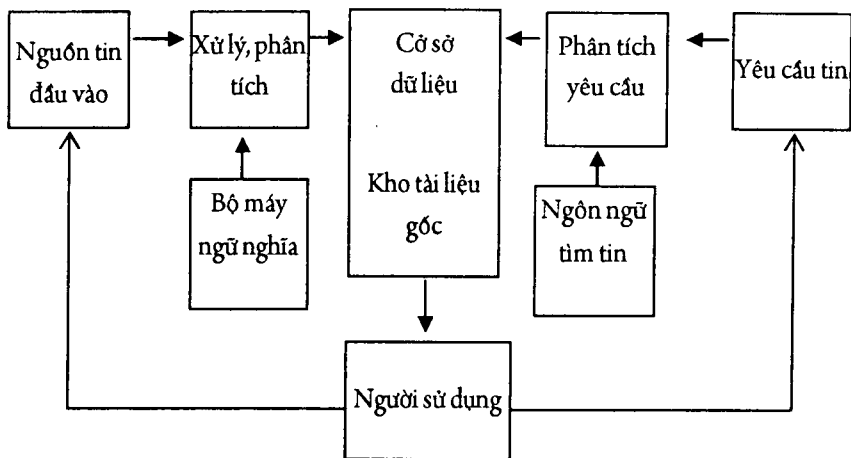 Nguồn tin
đầu vào
Xử lý, phân
tích
Cở sở
dữ liệu
Kho tài liệu
gốc
Phân tích
yêu cầu
Yêu cầu tin
Bộ máy
ngữ nghĩa
Ngôn ngữ
tìm tin
Người sử dụng